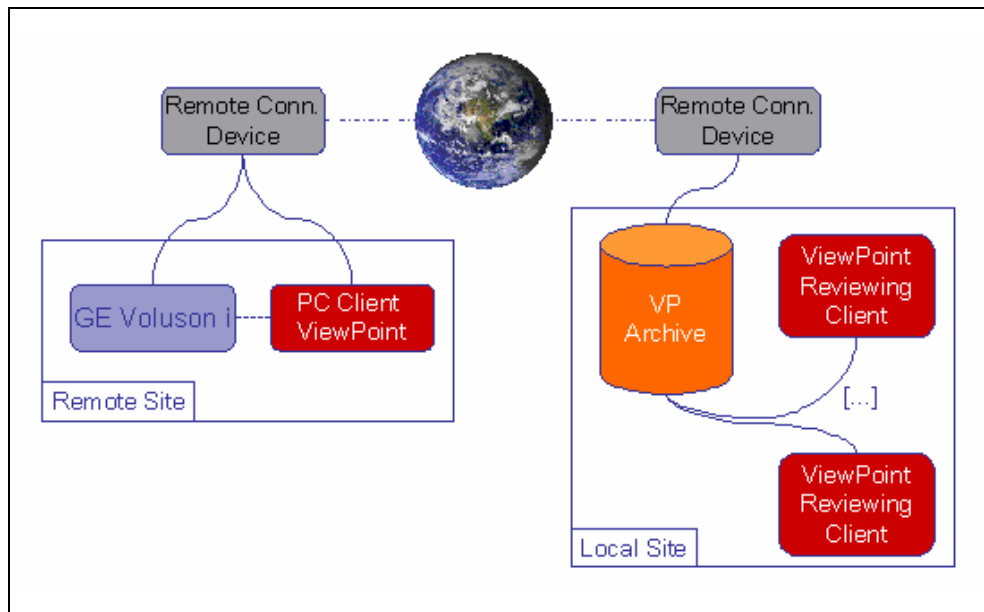 Remote Conn.
Device
Remote Conn.
Device
GE Voluson i
PC Client
ViewPoint
Remote Site
VP
Archive
ViewPoint
Reviewing
Client
[...]
ViewPoint
Reviewing
Client
Local Site